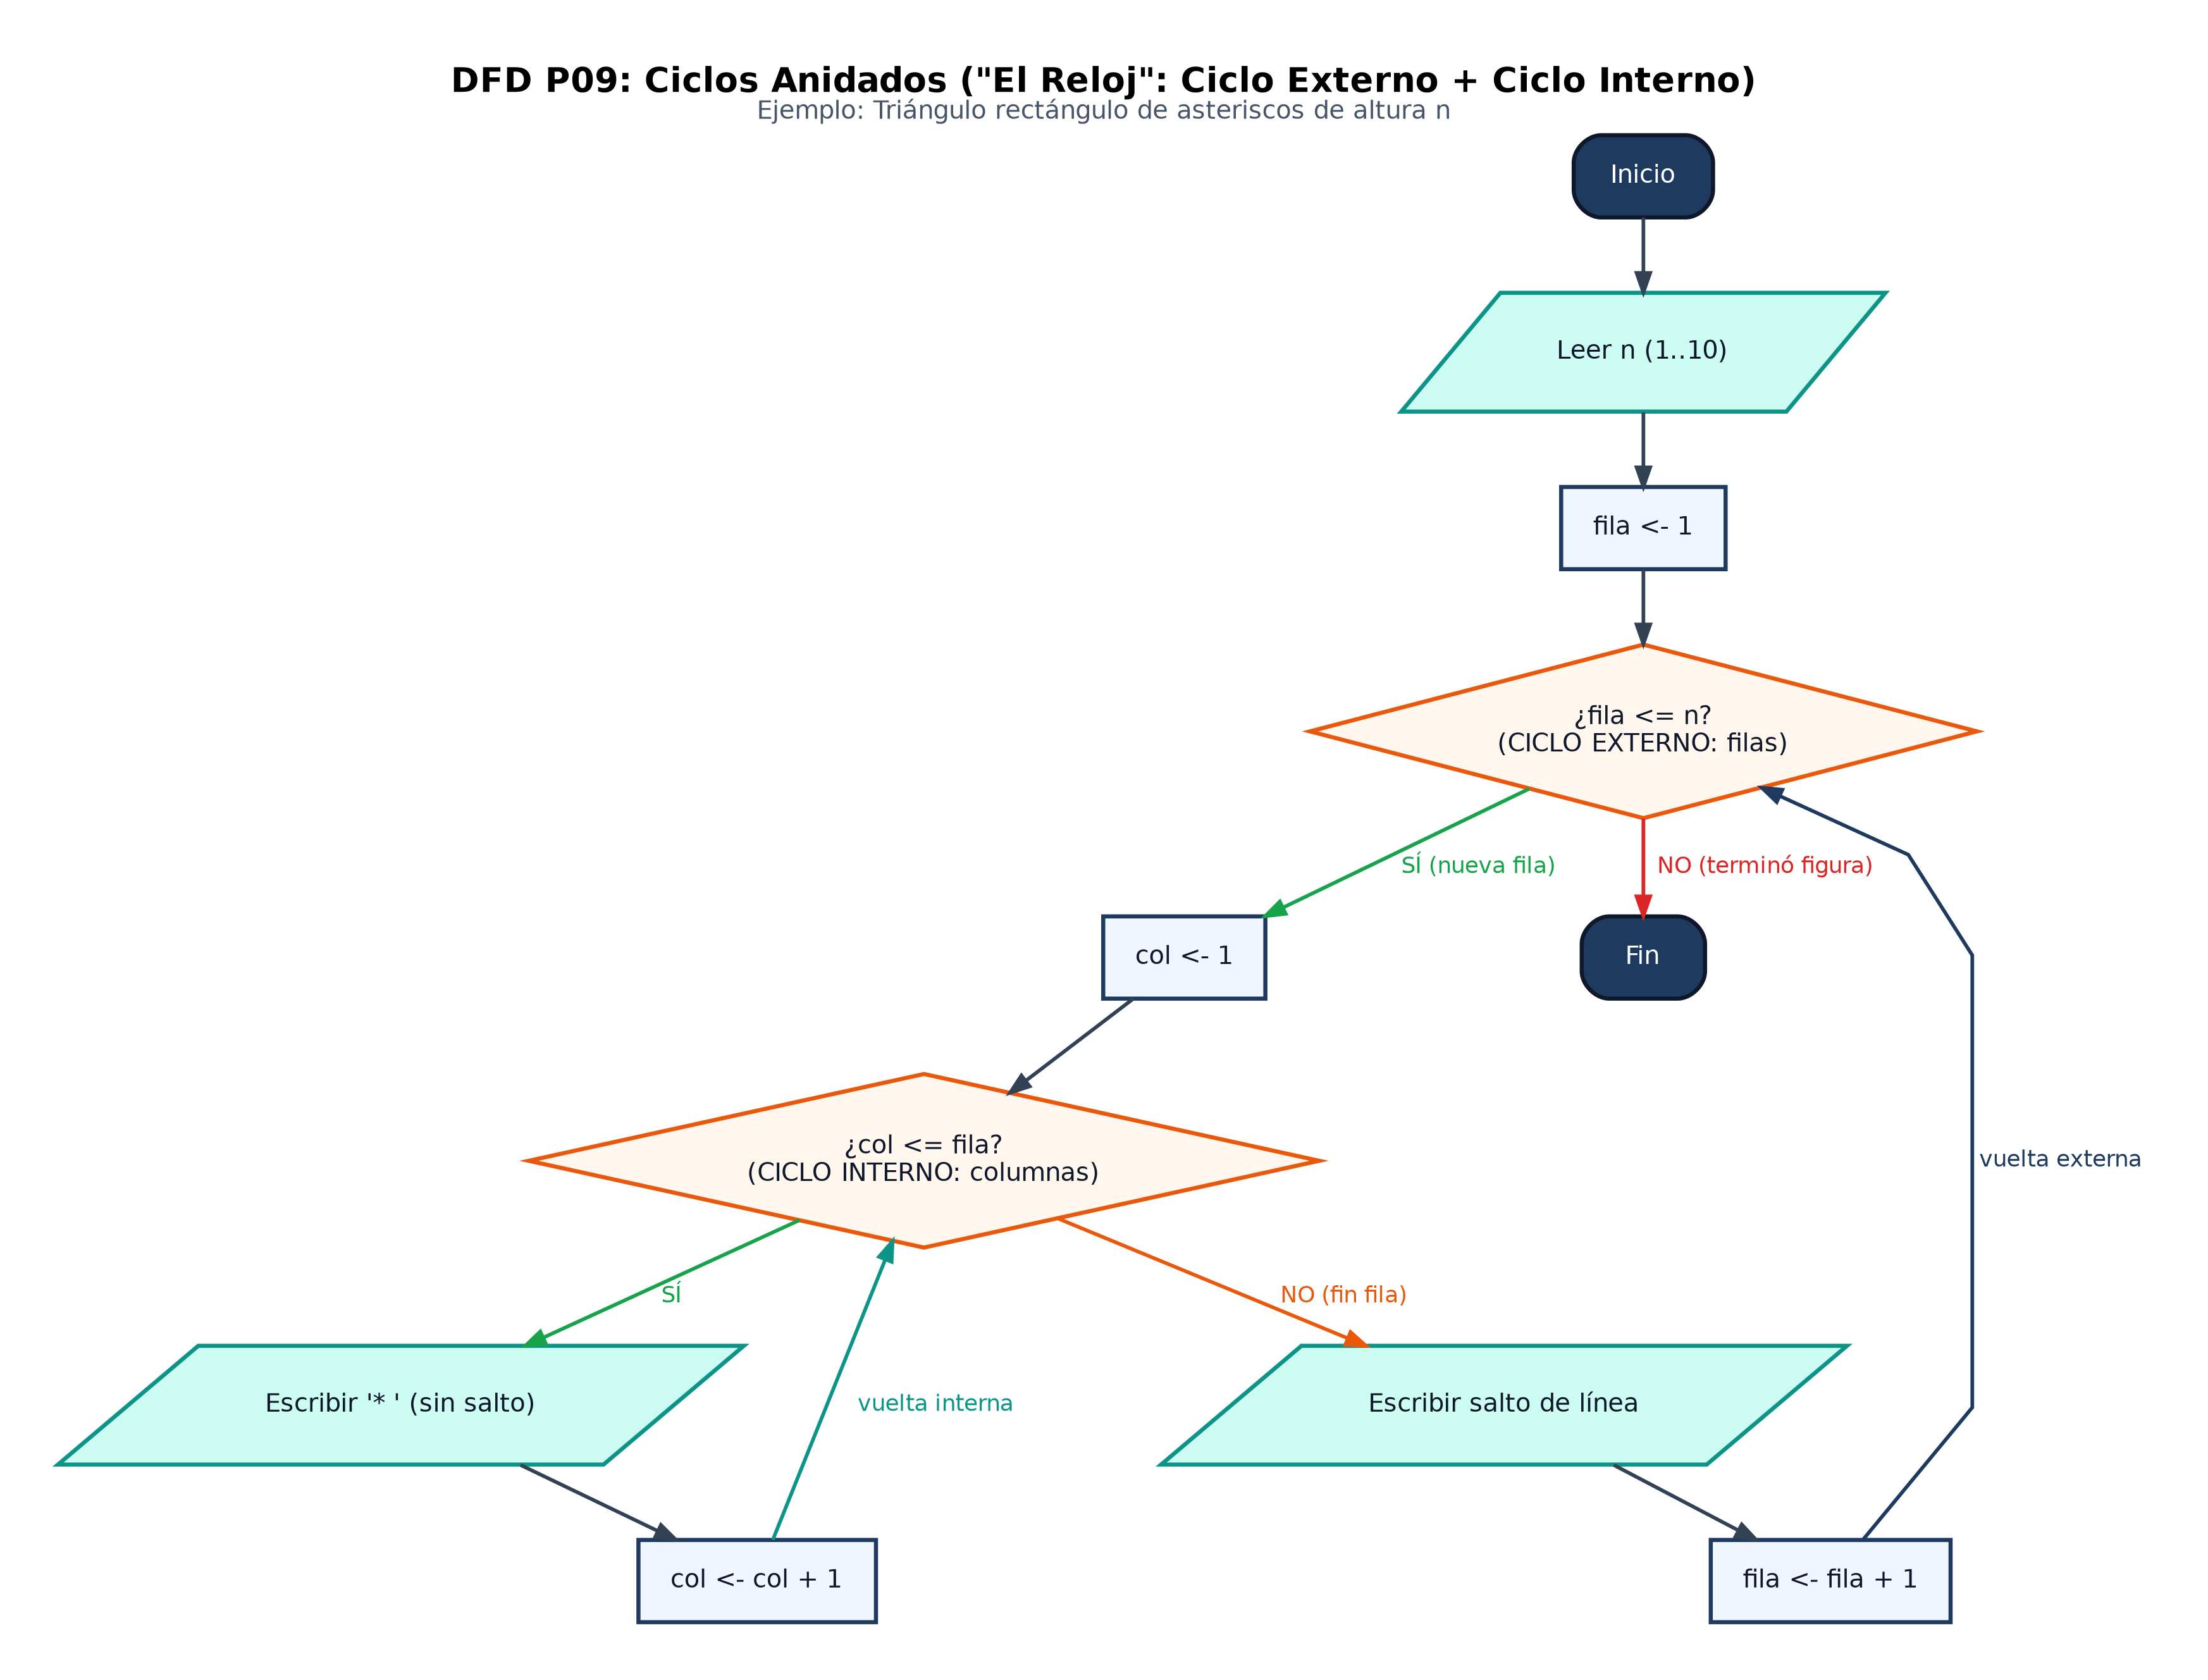 DFD P09: Ciclos Anidados ("El Reloj": Ciclo Externo + Ciclo Interno)
Ejemplo: Triángulo rectángulo de asteriscos de altura n
Inicio
Leer n (1..10)
fila <- 1
¿fila <= n?
(CICLO EXTERNO: filas)
SÍ (nueva fila)
NO (terminó figura)
col <- 1
Fin
¿col <= fila?
(CICLO INTERNO: columnas)
vuelta externa
SÍ
NO (fin fila)
Escribir '* ' (sin salto)
vuelta interna
Escribir salto de línea
col <- col + 1
fila <- fila + 1